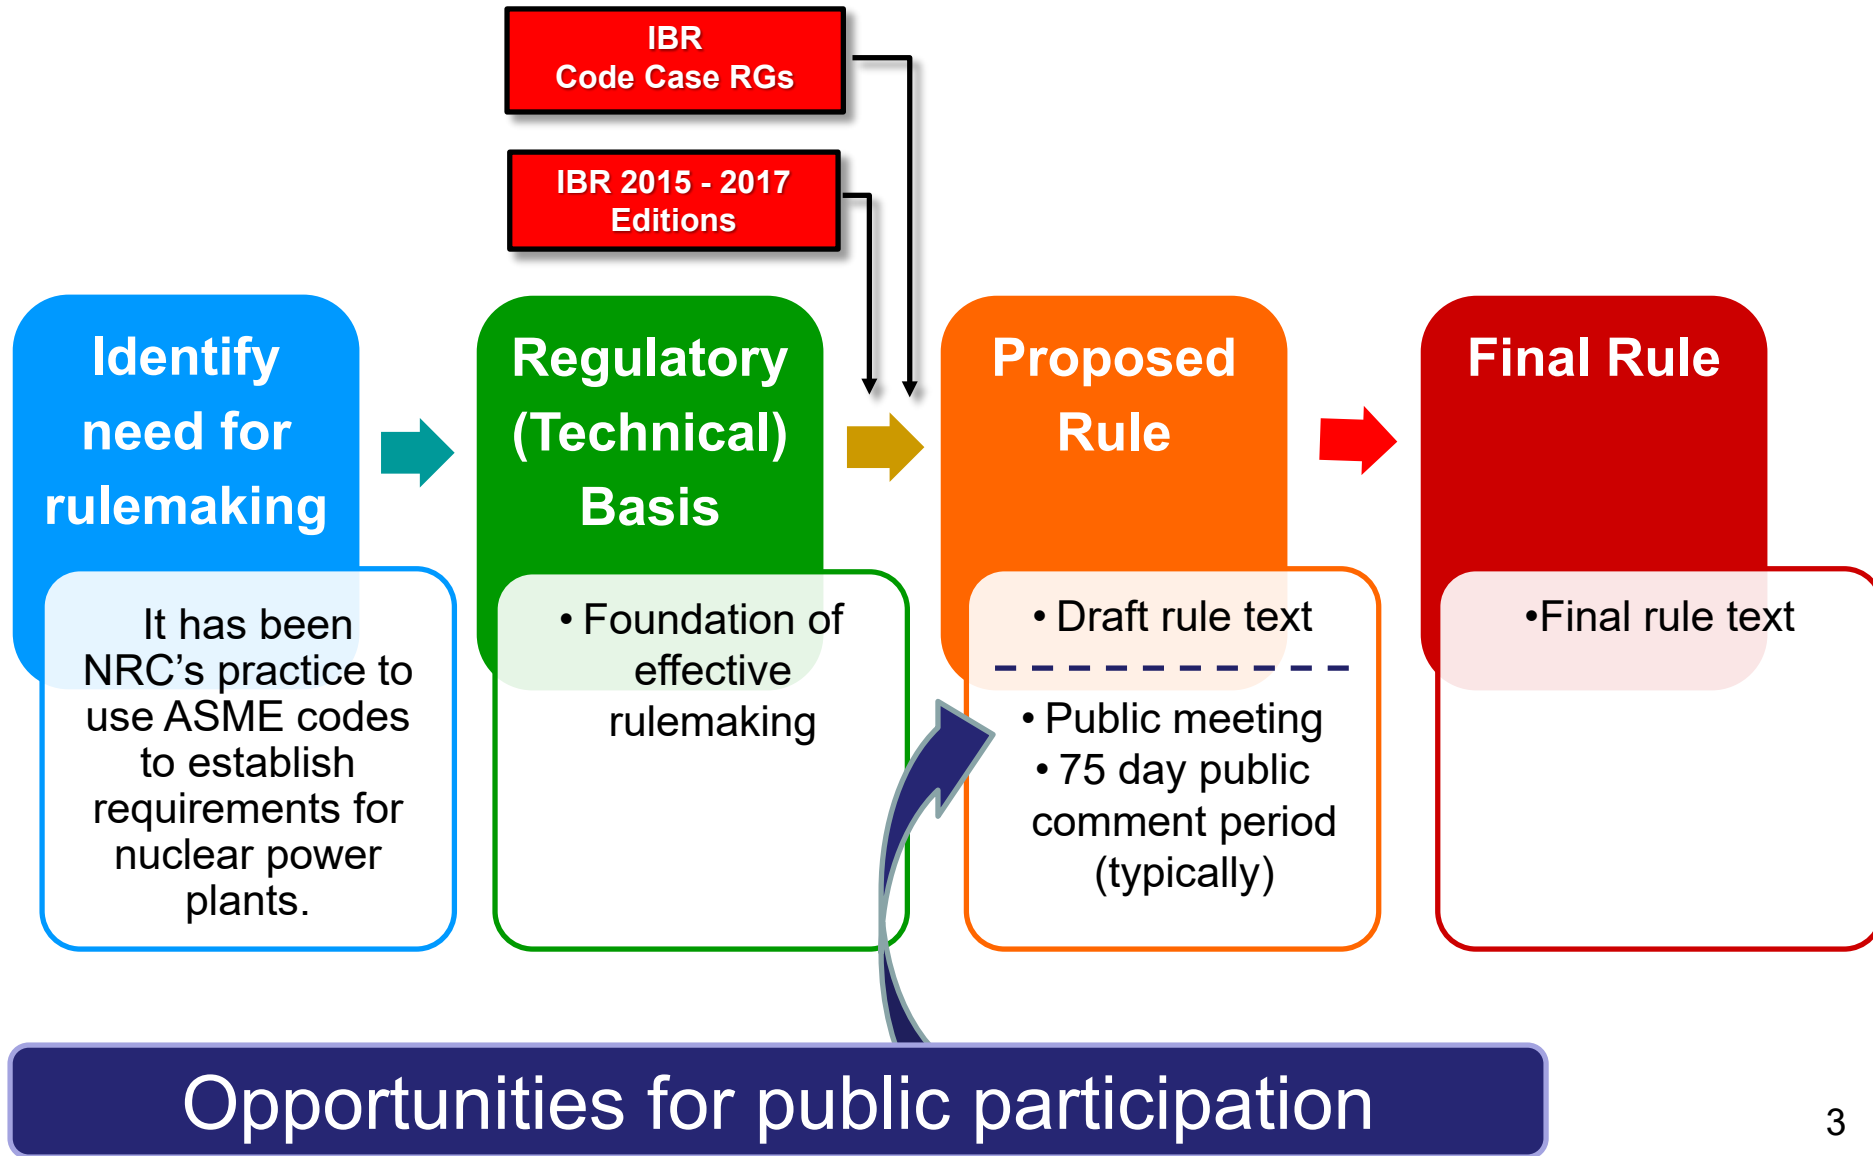 IBR
Code Case RGs
IBR 2015 - 2017
Editions
Identify
need for
rulemaking
It has been
NRC’s practice to
use ASME codes
to establish
requirements for
nuclear power
plants.
Regulatory
(Technical)
Basis
• Foundation of
effective
rulemaking
Proposed
Rule
• Draft rule text
• Public meeting
• 75 day public
comment period
(typically)
Final Rule
•Final rule text
Opportunities for public participation
3